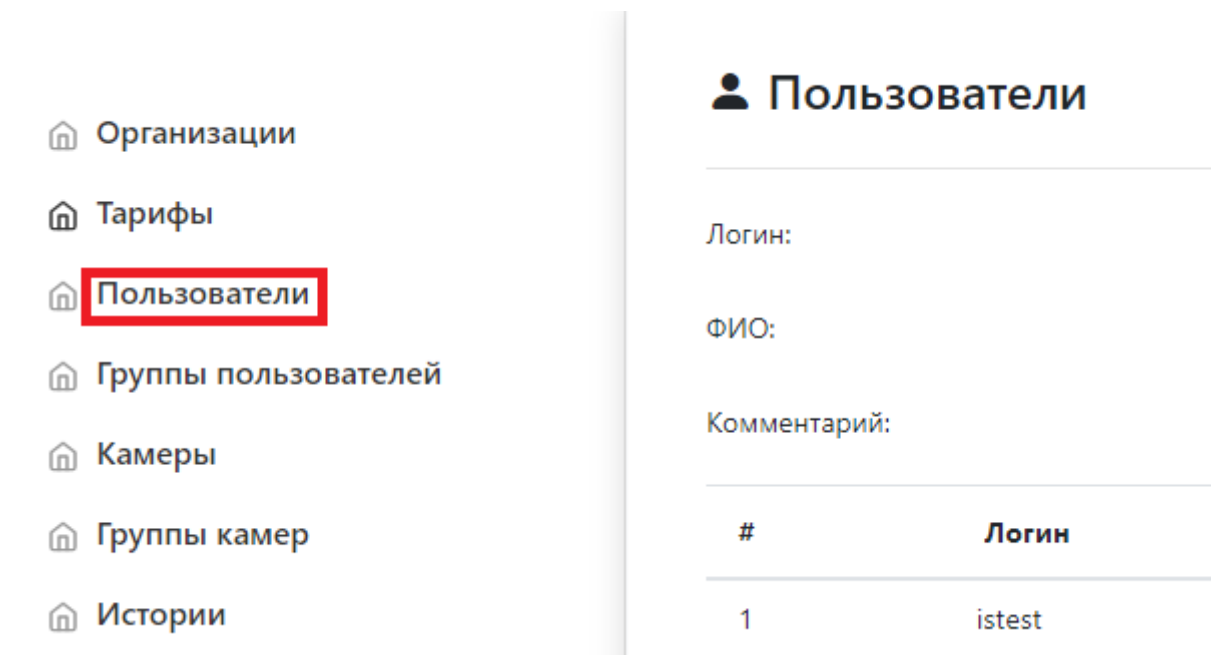 Организации
Тарифы
Пользователи
Группы пользователей
Камеры
Группы камер
Истории
Пользователи
Логин:
ФИО:
Комментарий:
# Логин
1 istest